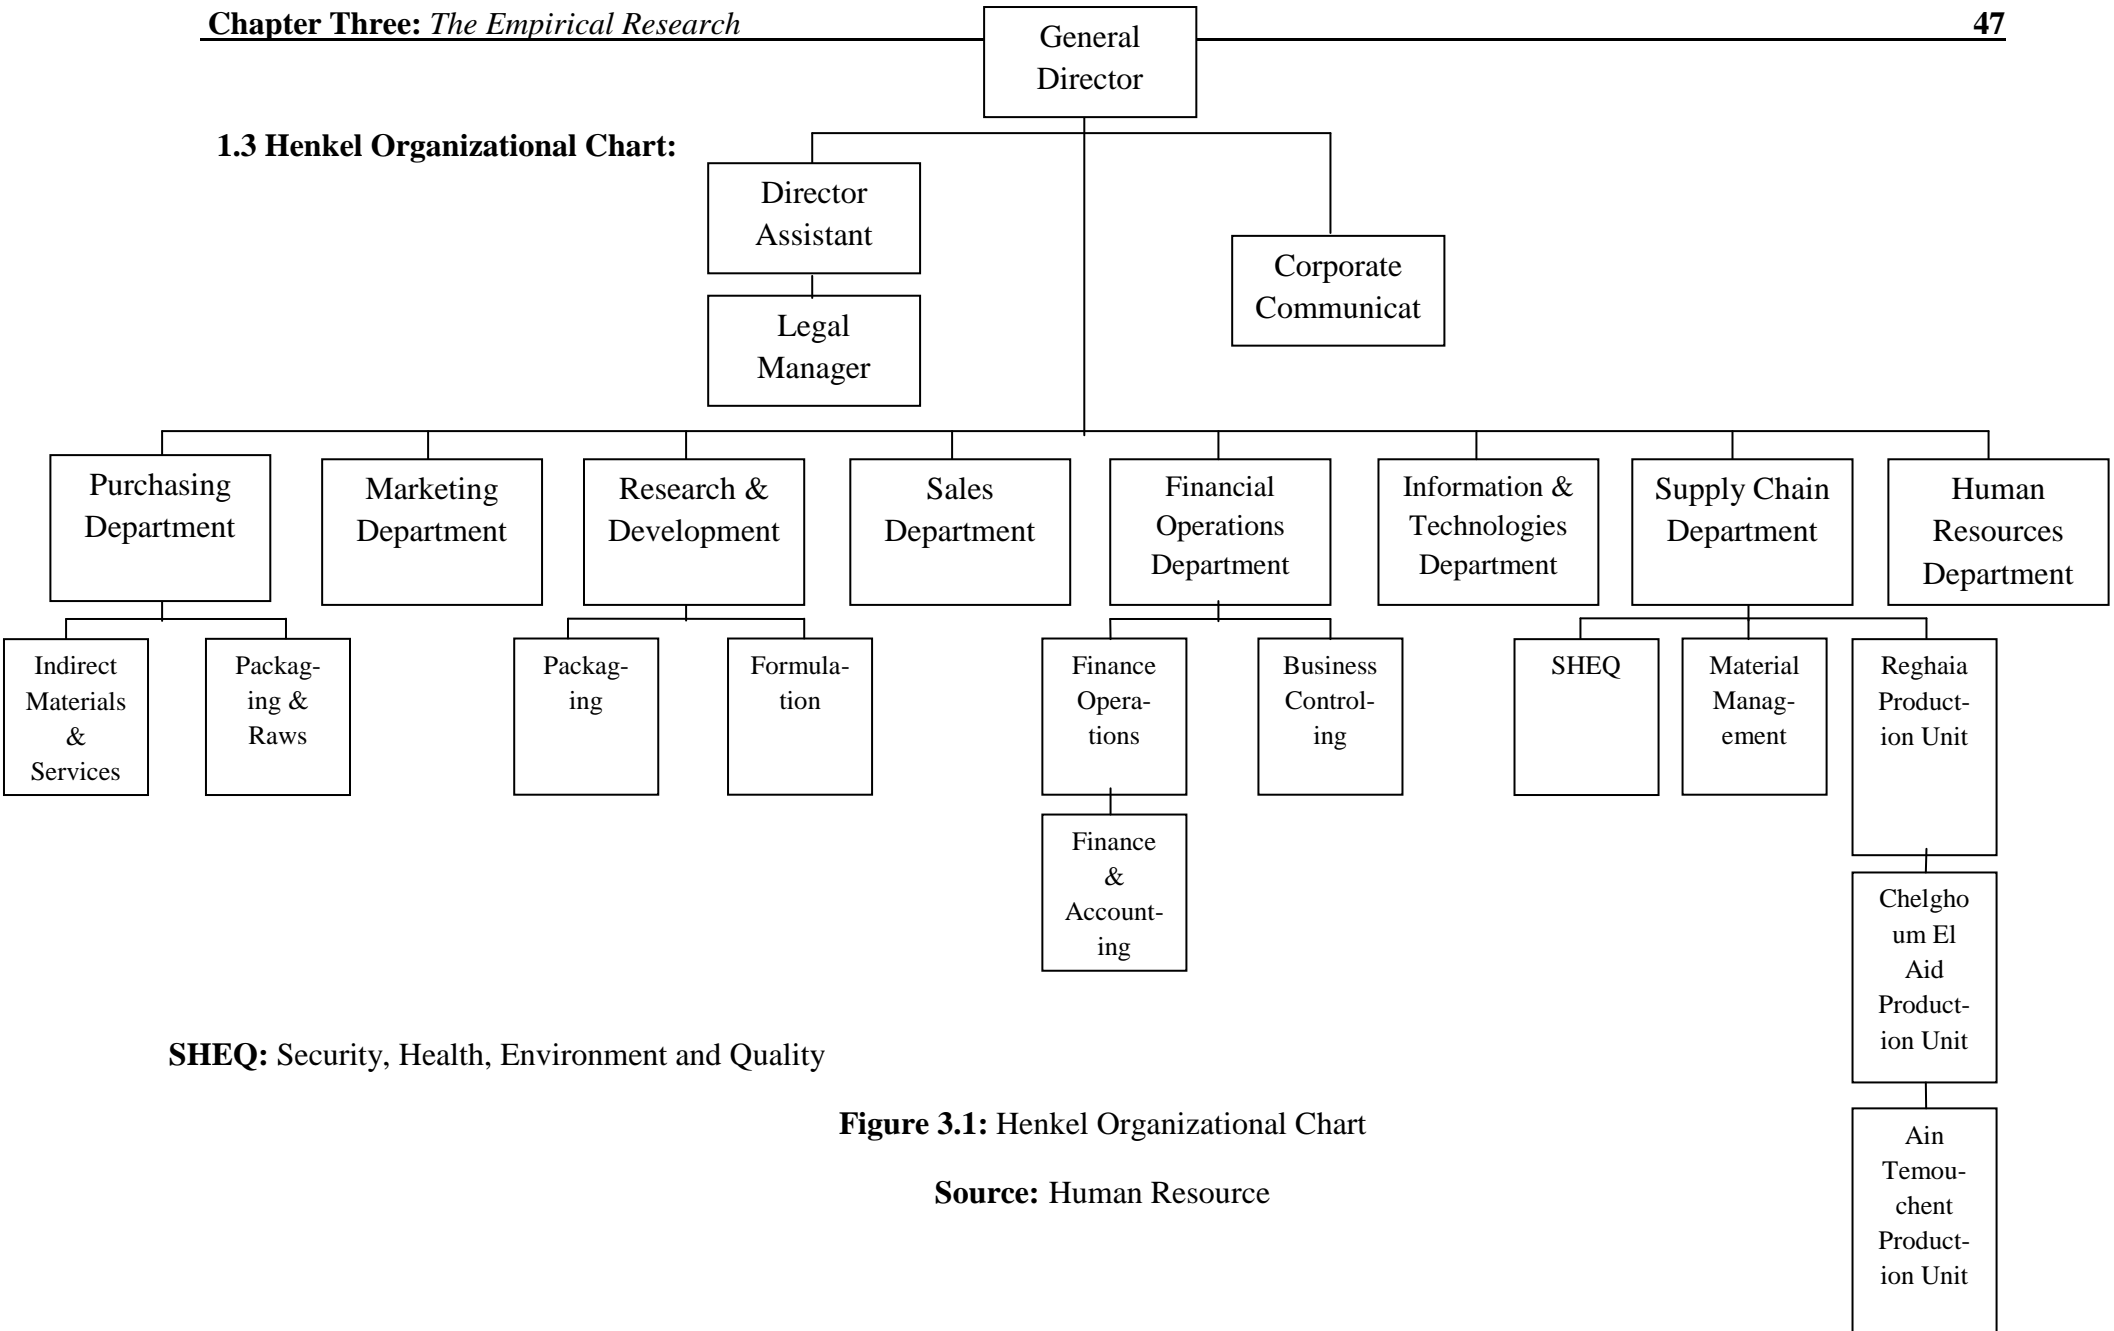 Chapter Three: The Empirical Research 47
General
Director
1.3 Henkel Organizational Chart:
Director
Assistant
Corporate
Communicat
Legal
Manager
Purchasing
Department
Marketing
Department
Research &
Development
Sales
Department
Financial
Operations
Department
Information &
Technologies
Department
Supply Chain
Department
Human
Resources
Department
Indirect
Materials
&
Services
Packag-
ing &
Raws
Packag-
ing
Formula-
tion
Finance
Opera-
tions
Business
Control-
ing
SHEQ
Material
Manag-
ement
Reghaia
Product-
ion Unit
Finance
&
Account-
ing
Chelgho
um El
Aid
Product-
ion Unit
SHEQ: Security, Health, Environment and Quality
Figure 3.1: Henkel Organizational Chart
Ain
Temou-
chent
Product-
ion Unit
Source: Human Resource